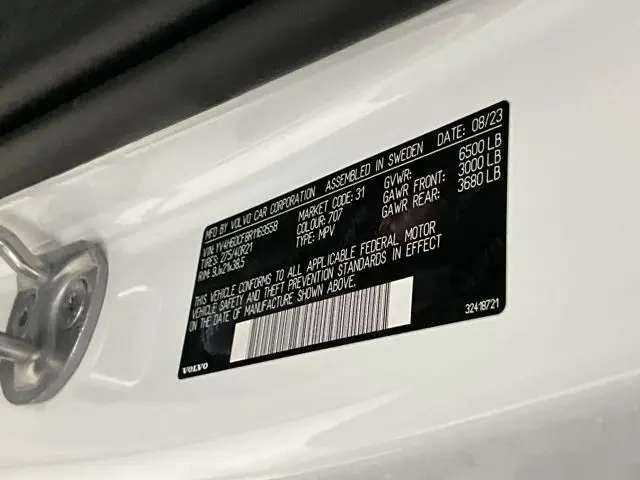 MFD BY VOLVO CAR CORPORATION ASSEMBLED IN SWEDEN DATE: 08/23
VIN: MARKET CODE: 31 GVWR: 6500 LB
TIRES: 275/40R21 COLOUR: 707 GAWR FRONT: 3000 LB
RIM: 9Jx21x38.5 TYPE: MPV GAWR REAR: 3680 LB
THIS VEHICLE CONFORMS TO ALL APPLICABLE FEDERAL MOTOR
VEHICLE SAFETY AND THEFT PREVENTION STANDARDS IN EFFECT
ON THE DATE OF MANUFACTURE SHOWN ABOVE.
32418721
VOLVO